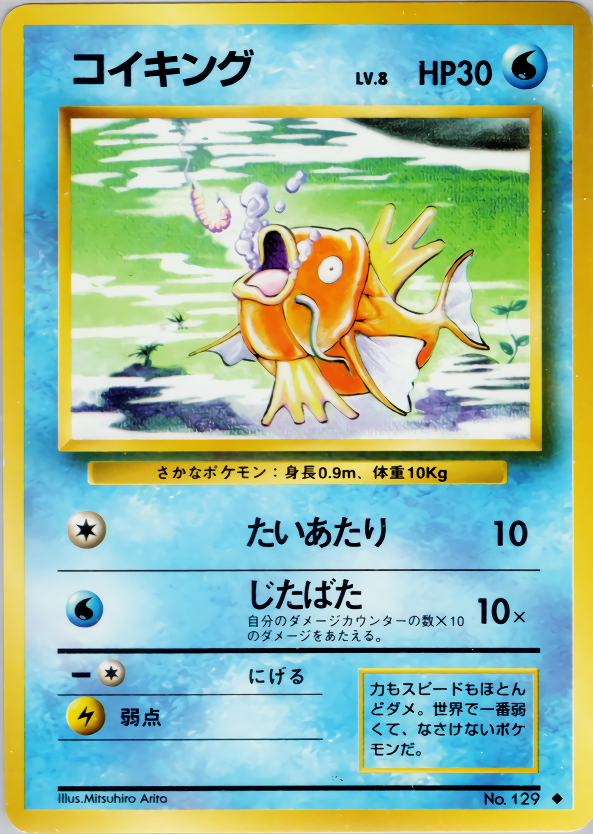 コイキング LV.8 HP30
さかなポケモン：身長0.9m、体重10Kg
たいあたり 10
じたばた 10×
自分のダメージカウンターの数×10
のダメージをあたえる。
− にげる
弱点
力もスピードもほとん
どダメ。世界で一番弱
くて、なさけないポケ
モンだ。
Illus.Mitsuhiro Arita No. 129 ◆